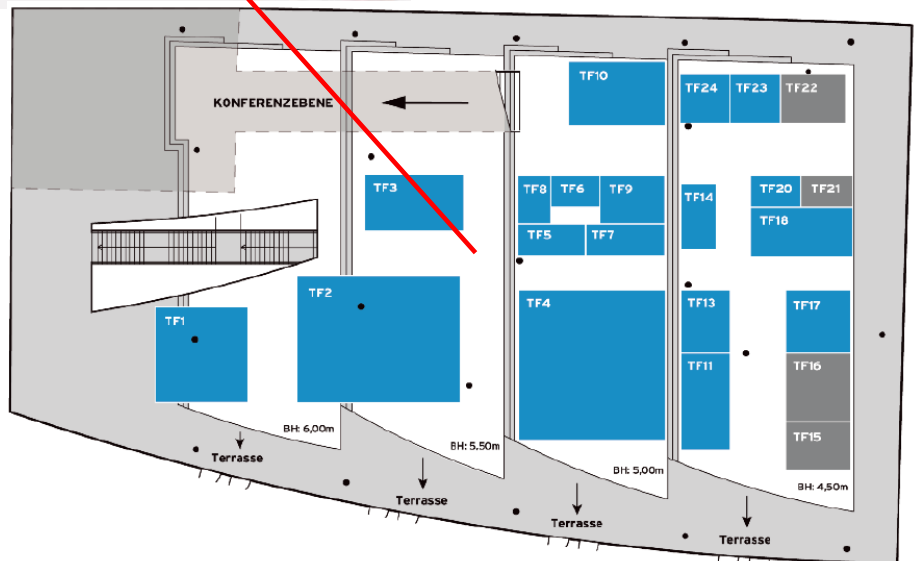 TF10
TF24
TF23
TF22
KONFERENZEBENE
TF3
TF8
TF6
TF9
TF14
TF20
TF21
TF18
TF5
TF7
TF2
TF4
TF13
TF17
TF1
TF11
TF16
TF15
BH: 6,00m
BH: 5,50m
BH: 5,00m
BH: 4,50m
Terrasse
Terrasse
Terrasse
Terrasse